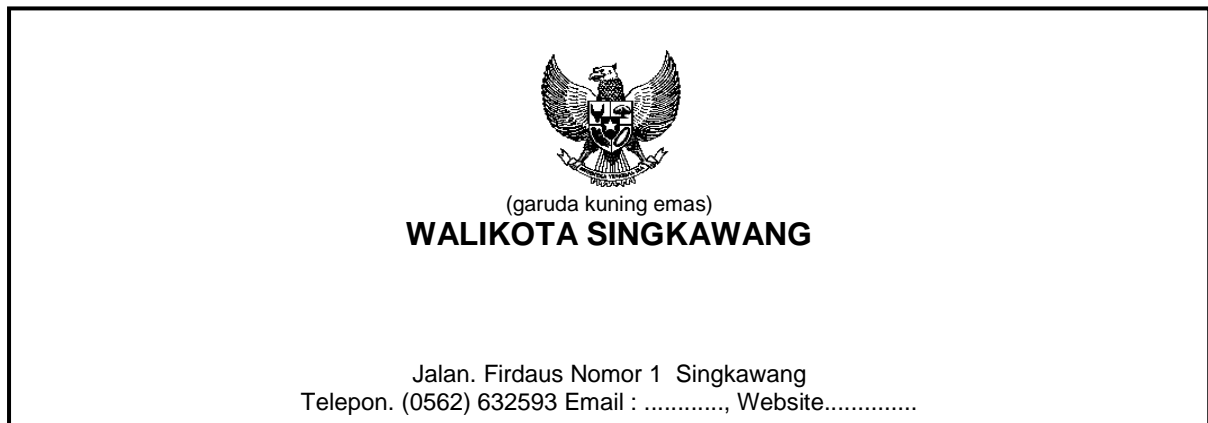 (garuda kuning emas)
WALIKOTA SINGKAWANG
Jalan. Firdaus Nomor 1  Singkawang
Telepon. (0562) 632593 Email : ............, Website..............